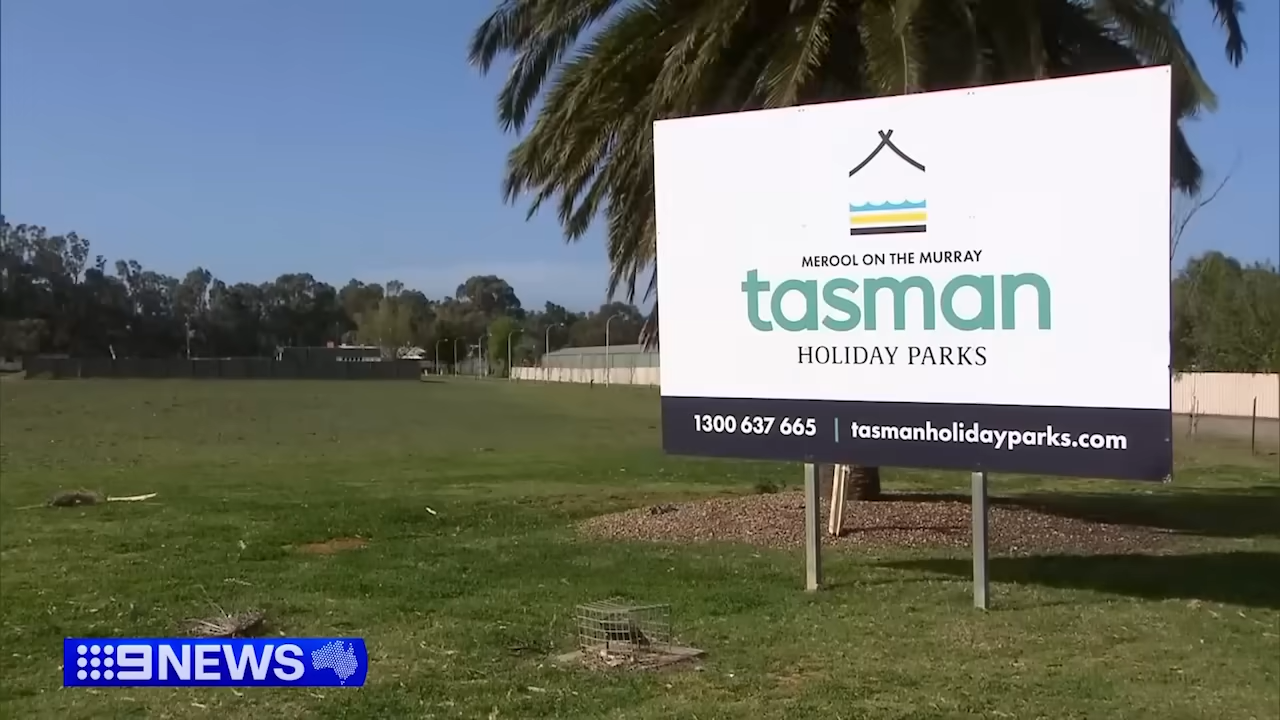 MEROOL ON THE MURRAY
tasman
HOLIDAY PARKS
1300 637 665 | tasmanholidayparks.com
9NEWS